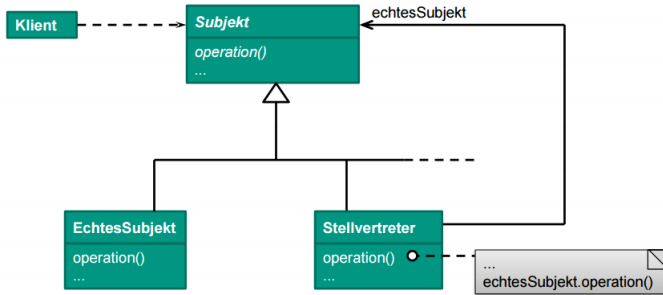 Klient
Subjekt
operation()
...
echtesSubjekt
EchtesSubjekt
operation()
...
Stellvertreter
operation()
...
...
echtesSubjekt.operation()